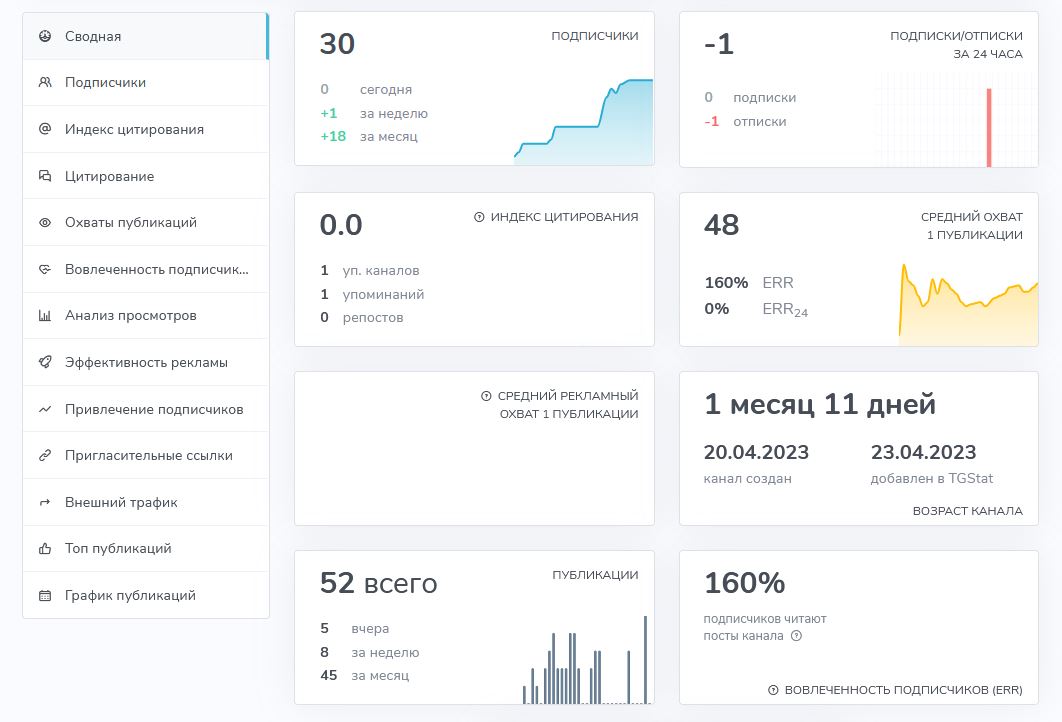 Сводная
Подписчики
Индекс цитирования
Цитирование
Охваты публикаций
Вовлеченность подписчик...
Анализ просмотров
Эффективность рекламы
Привлечение подписчиков
Пригласительные ссылки
Внешний трафик
Топ публикаций
График публикаций
30 ПОДПИСЧИКИ
0 сегодня
+1 за неделю
+18 за месяц
-1 ПОДПИСКИ/ОТПИСКИ
ЗА 24 ЧАСА
0 подписки
-1 отписки
0.0 ИНДЕКС ЦИТИРОВАНИЯ
1 уп. каналов
1 упоминаний
0 репостов
48 СРЕДНИЙ ОХВАТ
1 ПУБЛИКАЦИИ
160% ERR
0% ERR24
СРЕДНИЙ РЕКЛАМНЫЙ
ОХВАТ 1 ПУБЛИКАЦИИ
1 месяц 11 дней
20.04.2023 23.04.2023
канал создан добавлен в TGStat
ВОЗРАСТ КАНАЛА
52 всего ПУБЛИКАЦИИ
5 вчера
8 за неделю
45 за месяц
160%
подписчиков читают
посты канала
ВОВЛЕЧЕННОСТЬ ПОДПИСЧИКОВ (ERR)